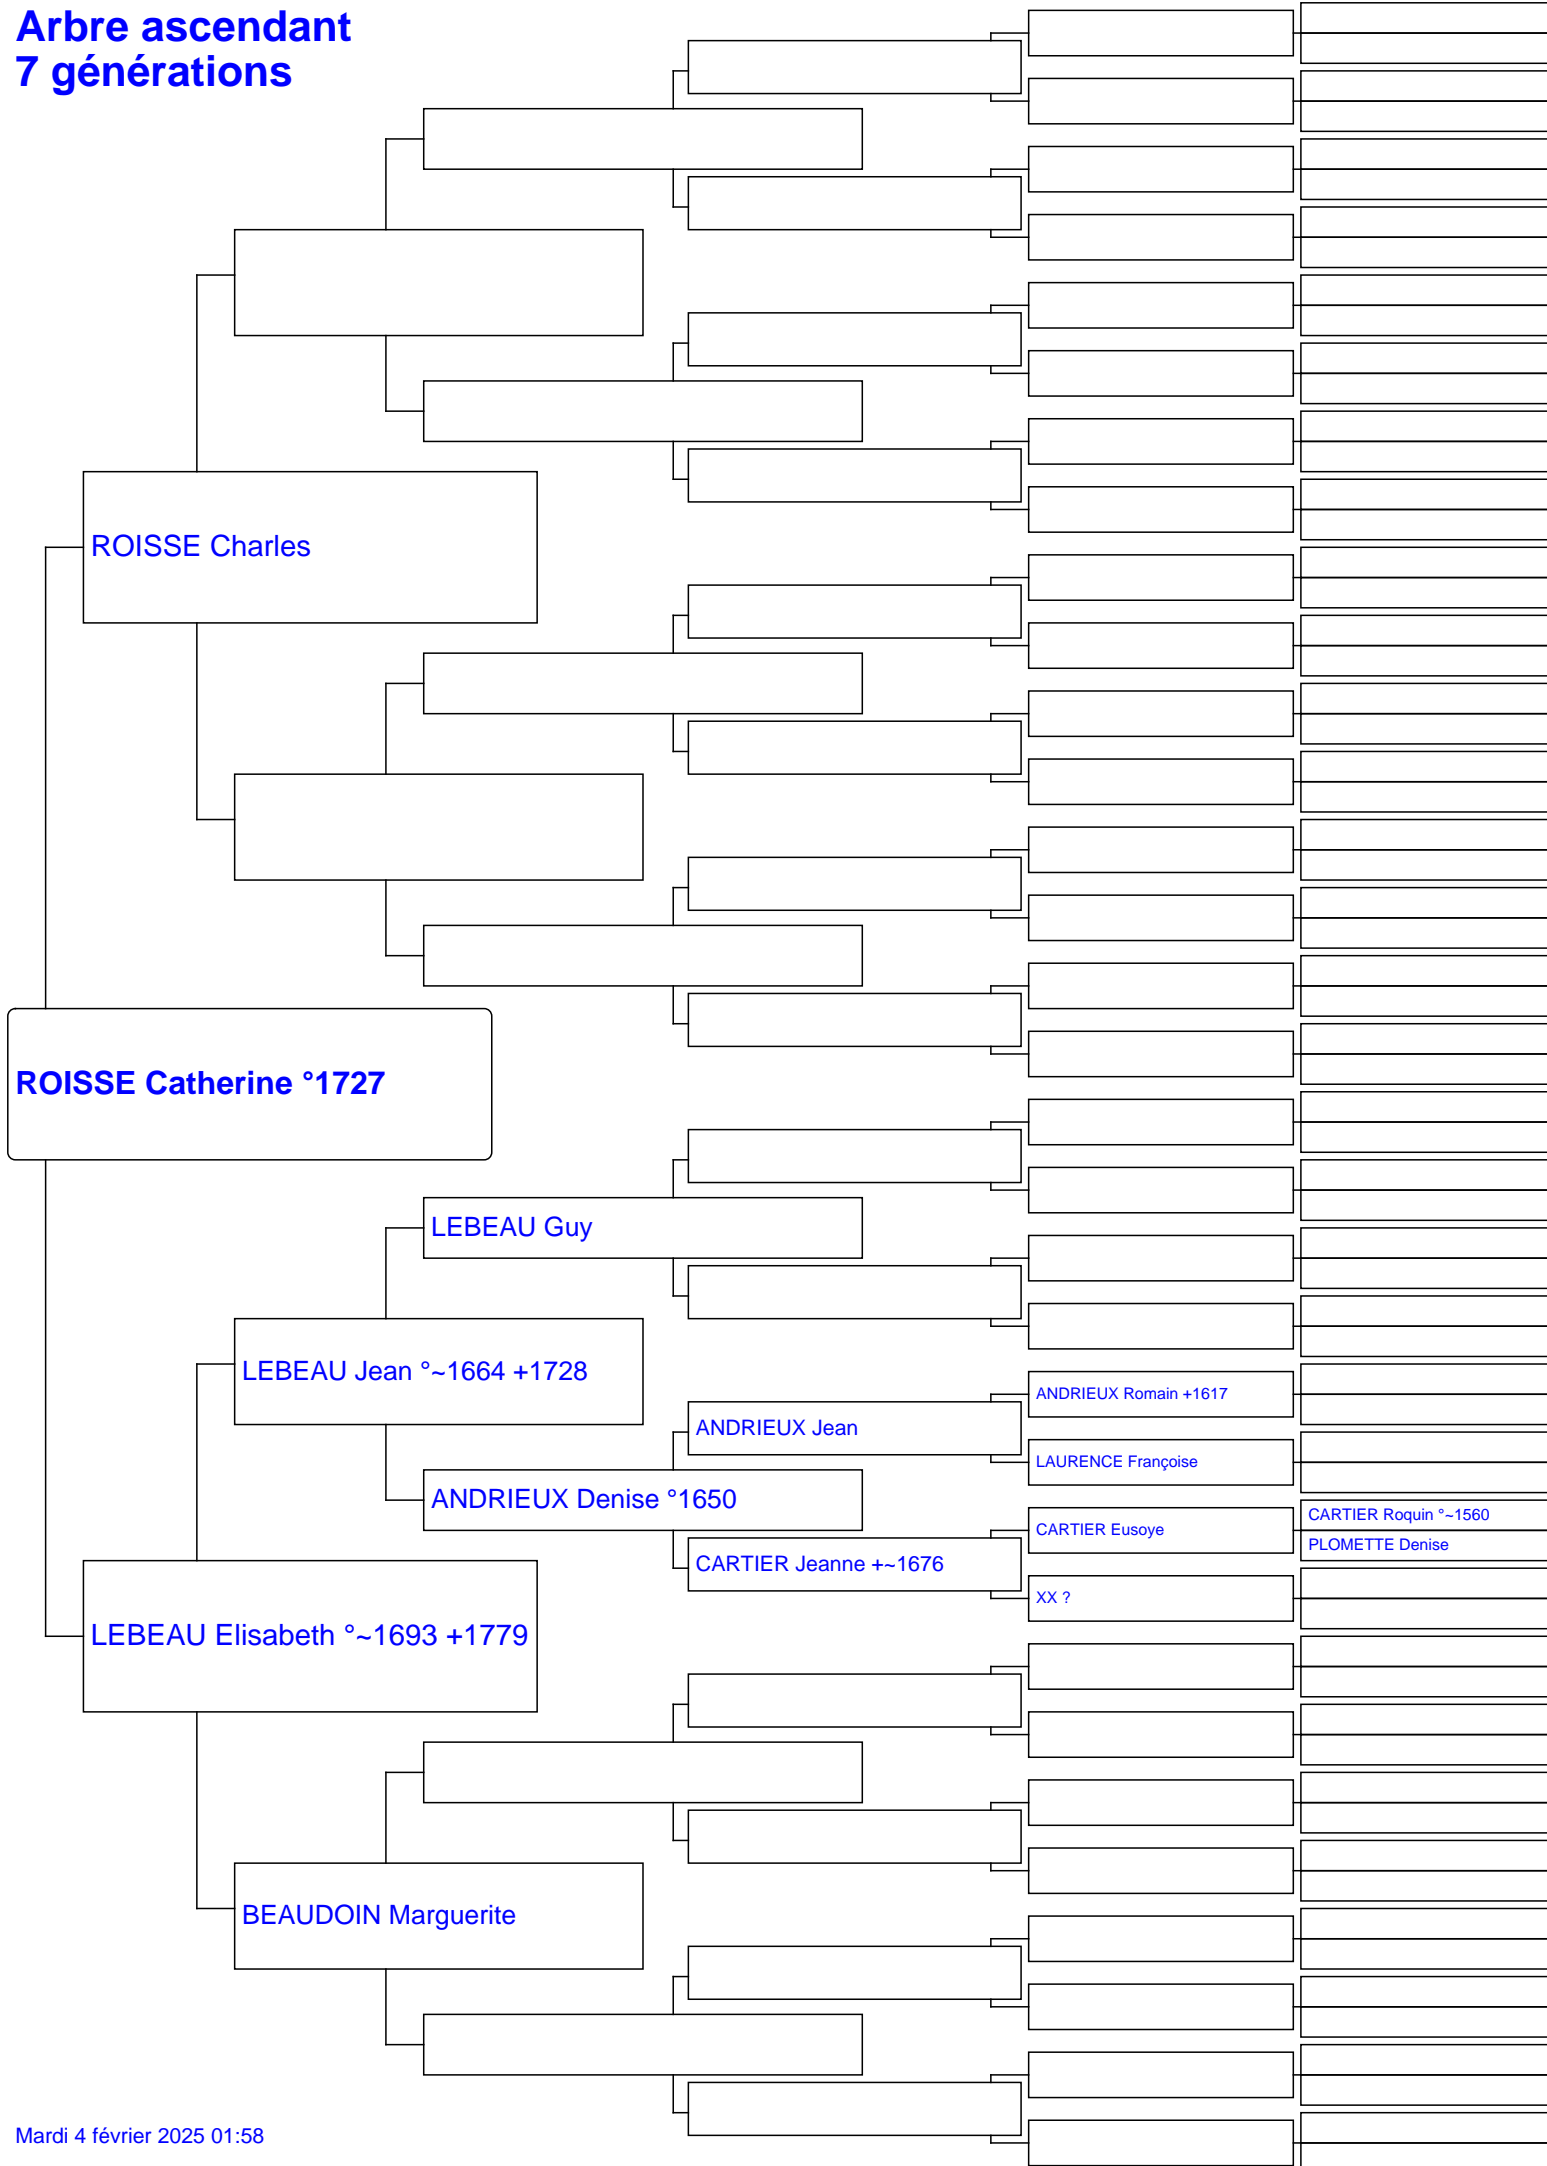 Arbre ascendant
7 générations
ROISSE Charles
ROISSE Catherine °1727
LEBEAU Guy
LEBEAU Jean °~1664 +1728
ANDRIEUX Romain +1617
ANDRIEUX Jean
LAURENCE Françoise
ANDRIEUX Denise °1650
CARTIER Roquin °~1560
CARTIER Eusoye
PLOMETTE Denise
CARTIER Jeanne +~1676
XX ?
LEBEAU Elisabeth °~1693 +1779
BEAUDOIN Marguerite
Mardi 4 février 2025 01:58